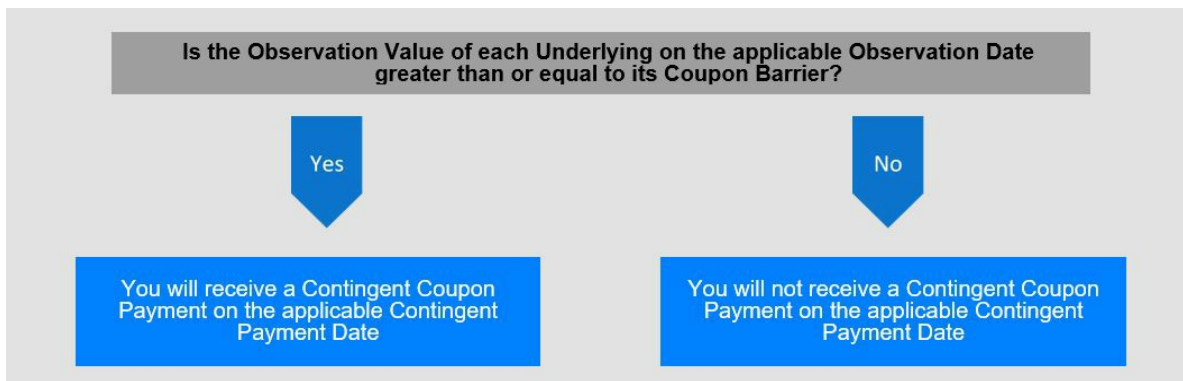 Is the Observation Value of each Underlying on the applicable Observation Date
greater than or equal to its Coupon Barrier?
Yes
No
You will receive a Contingent Coupon
Payment on the applicable Contingent
Payment Date
You will not receive a Contingent Coupon
Payment on the applicable Contingent
Payment Date